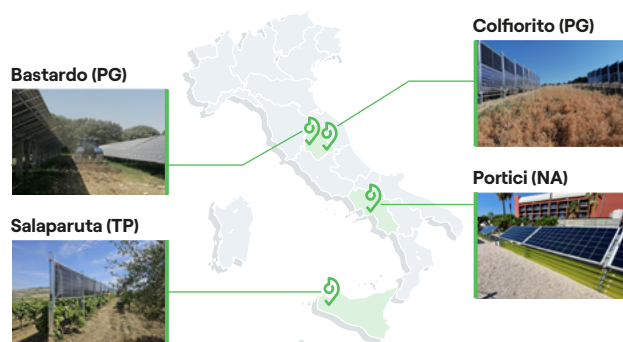 Colfiorito (PG)
Bastardo (PG)
Portici (NA)
Salaparuta (TP)